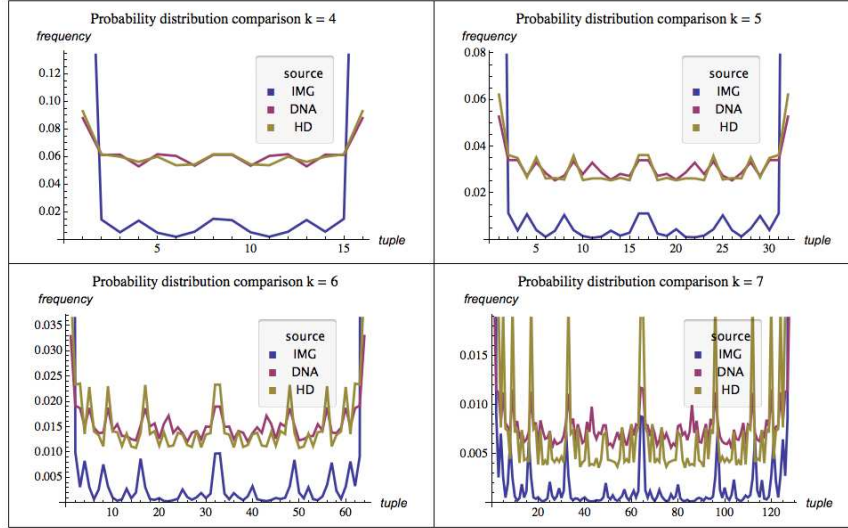 Probability distribution comparison k = 4
frequency
0.12
0.10
0.08
0.06
0.04
0.02
5 10 15
tuple
source
IMG
DNA
HD
Probability distribution comparison k = 5
frequency
0.08
0.06
0.04
0.02
5 10 15 20 25 30
tuple
source
IMG
DNA
HD
Probability distribution comparison k = 6
frequency
0.035
0.030
0.025
0.020
0.015
0.010
0.005
10 20 30 40 50 60
tuple
source
IMG
DNA
HD
Probability distribution comparison k = 7
frequency
0.015
0.010
0.005
20 40 60 80 100 120
tuple
source
IMG
DNA
HD